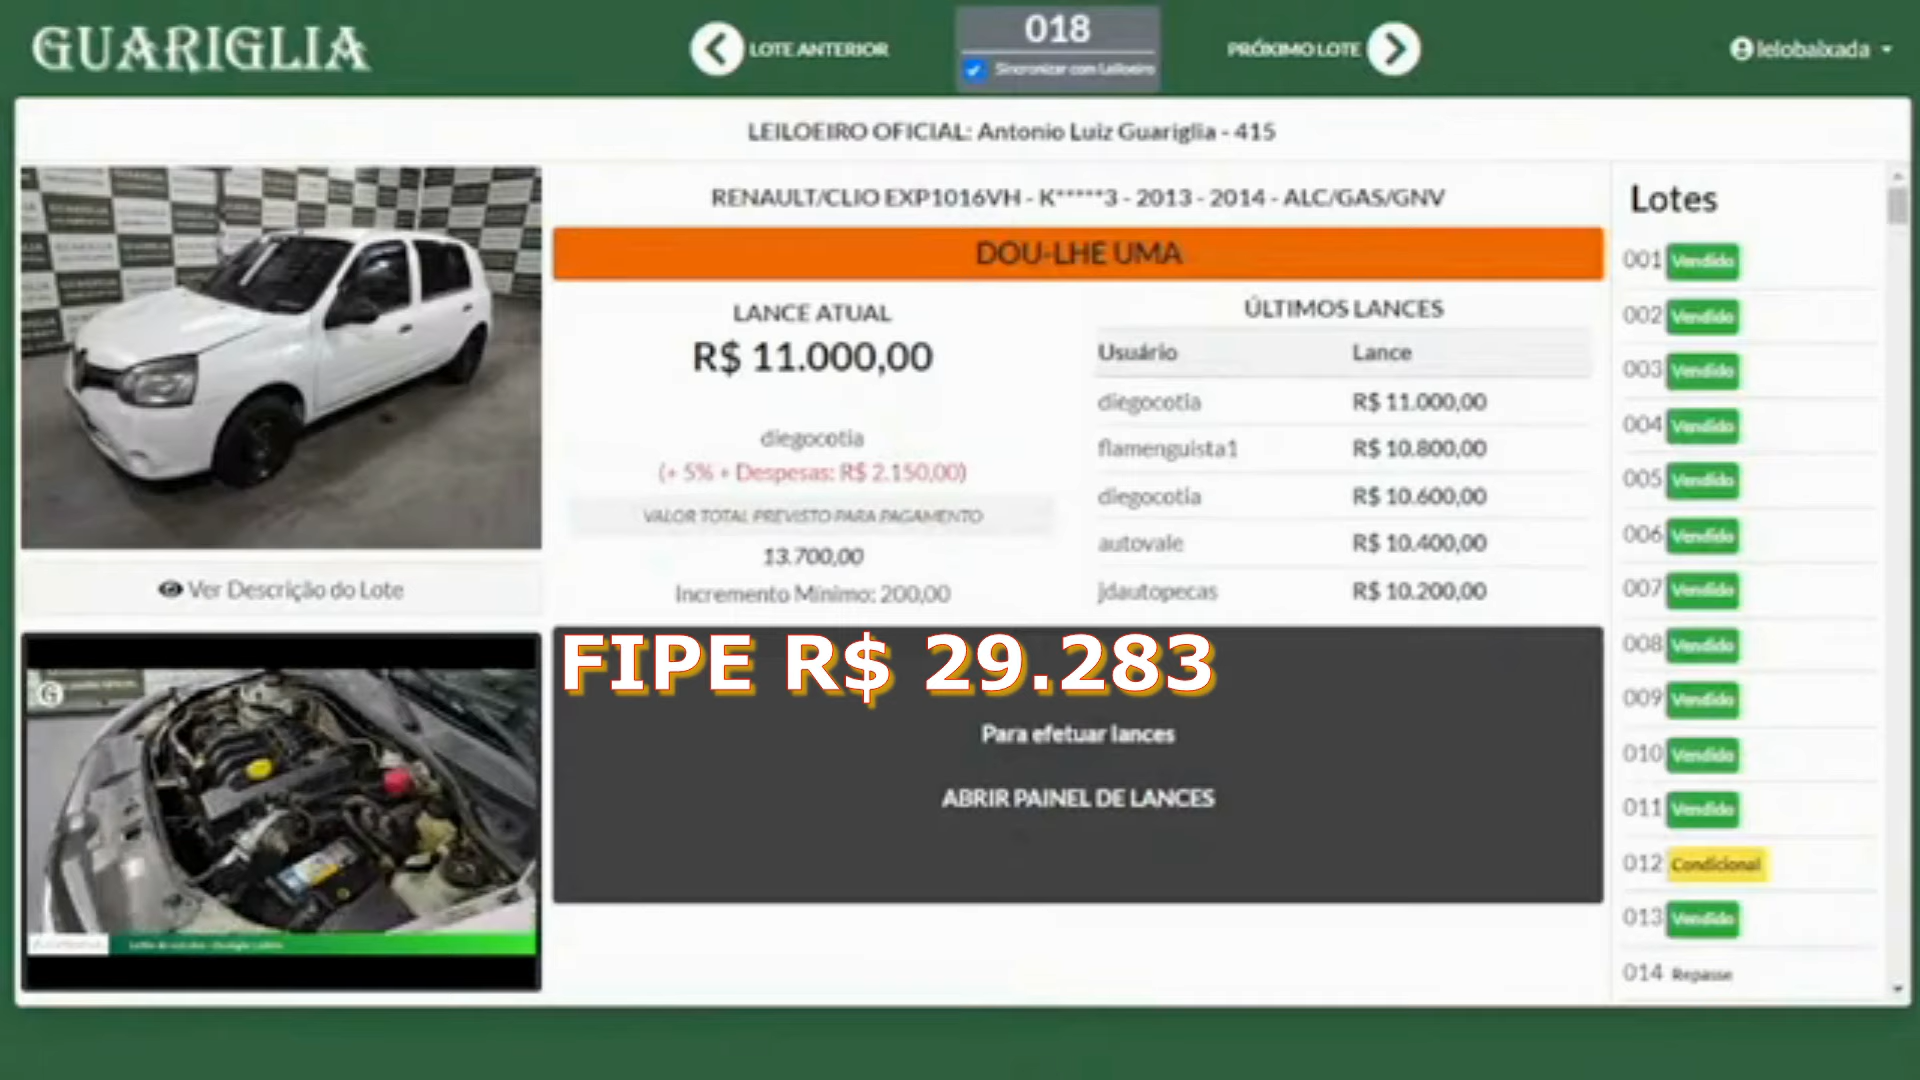 GUARIGLIA
LOTE ANTERIOR
018
Sincronizar com Leiloeiro
PRÓXIMO LOTE
lelobaixada
LEILOEIRO OFICIAL: Antonio Luiz Guariglia - 415
RENAULT/CLIO EXP1016VH - K*****3 - 2013 - 2014 - ALC/GAS/GNV
DOU-LHE UMA
LANCE ATUAL
R$ 11.000,00
diegocotia
(+ 5% + Despesas: R$ 2.150,00)
VALOR TOTAL PREVISTO PARA PAGAMENTO
13.700,00
Incremento Mínimo: 200,00
ÚLTIMOS LANCES
Usuário Lance
diegocotia R$ 11.000,00
flamenguista1 R$ 10.800,00
diegocotia R$ 10.600,00
autovale R$ 10.400,00
jdautopecas R$ 10.200,00
Ver Descrição do Lote
FIPE R$ 29.283
Para efetuar lances
ABRIR PAINEL DE LANCES
Lotes
001 Vendido
002 Vendido
003 Vendido
004 Vendido
005 Vendido
006 Vendido
007 Vendido
008 Vendido
009 Vendido
010 Vendido
011 Vendido
012 Condicional
013 Vendido
014 Repasse